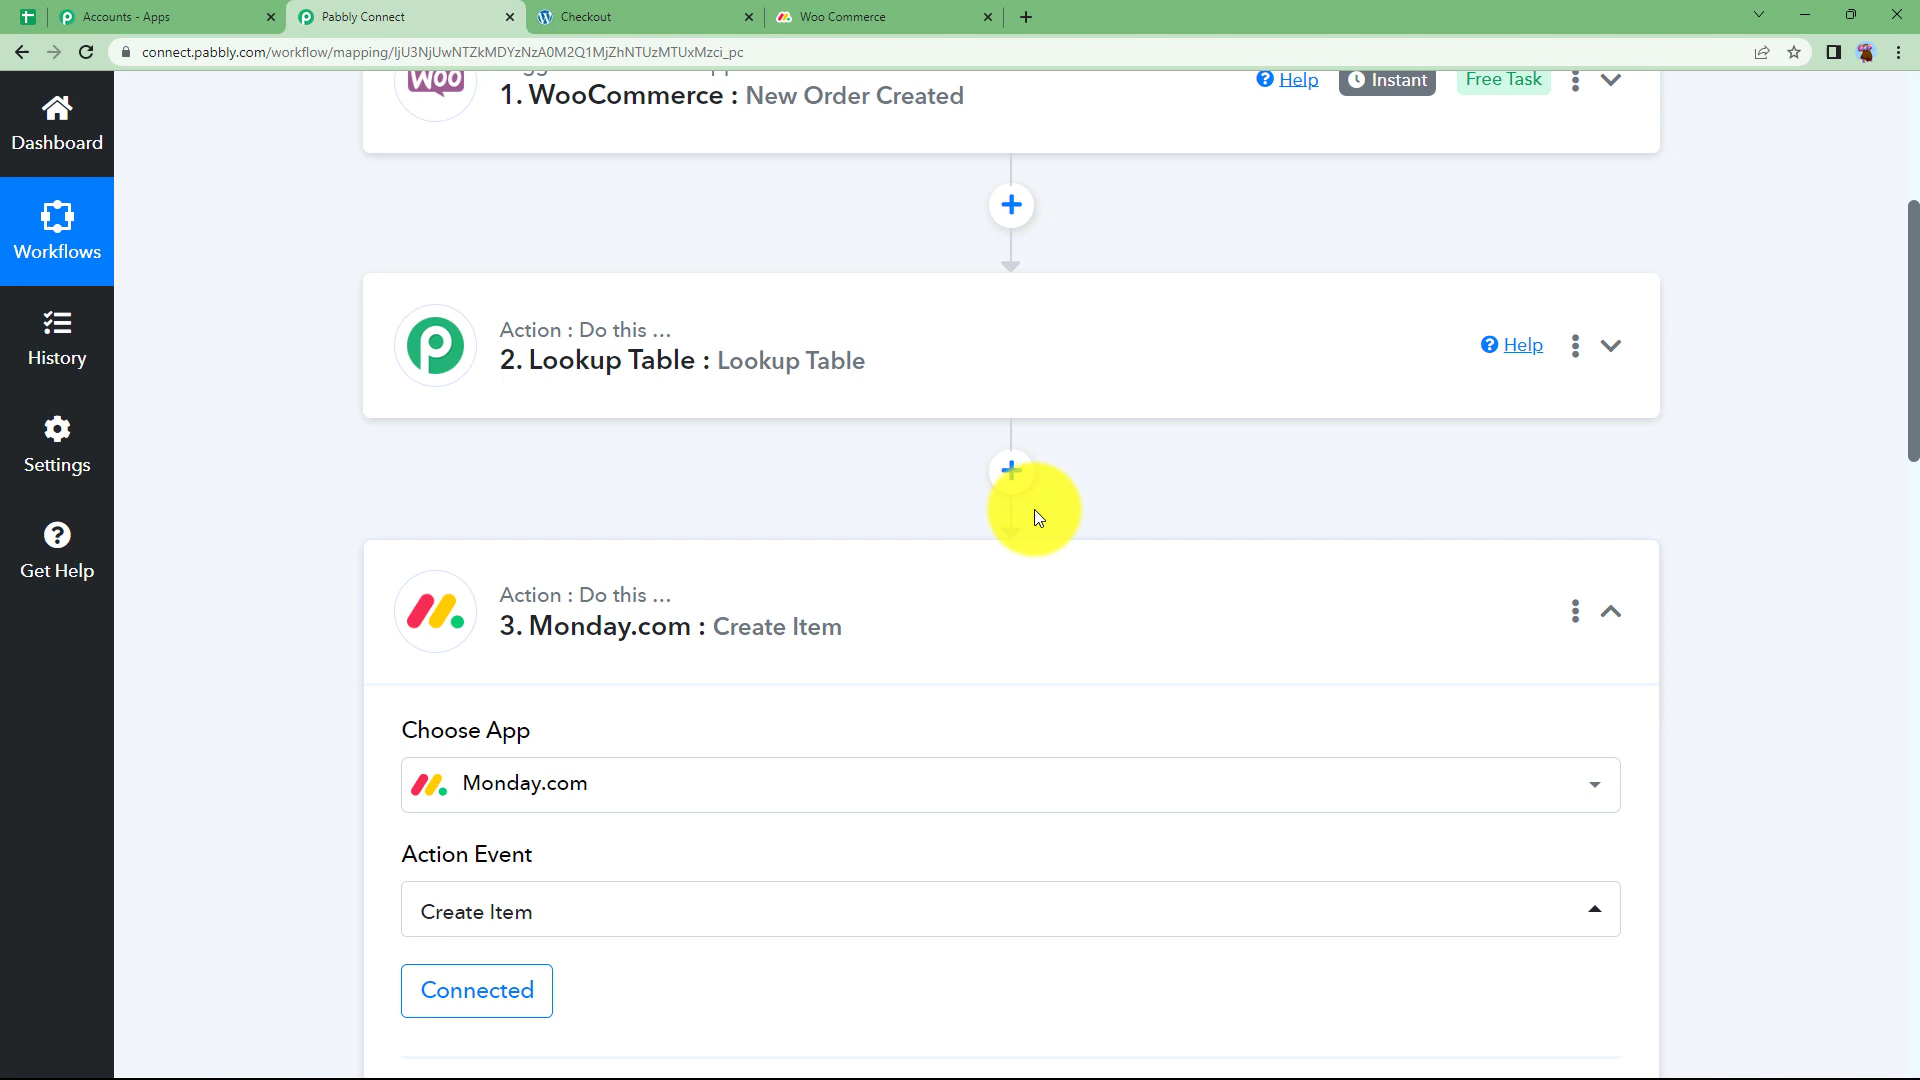 Accounts - Apps
Pabbly Connect
Checkout
Woo Commerce
connect.pabbly.com/workflow/mapping/IjU3NjUwNTZkMDYzNzA0M2Q1MjZhNTUzMTUxMzci_pc
Dashboard
Workflows
History
Settings
Get Help
WOO
1. WooCommerce : New Order Created
Help
Instant
Free Task
Action : Do this ...
2. Lookup Table : Lookup Table
Help
Action : Do this ...
3. Monday.com : Create Item
Choose App
Monday.com
Action Event
Create Item
Connected